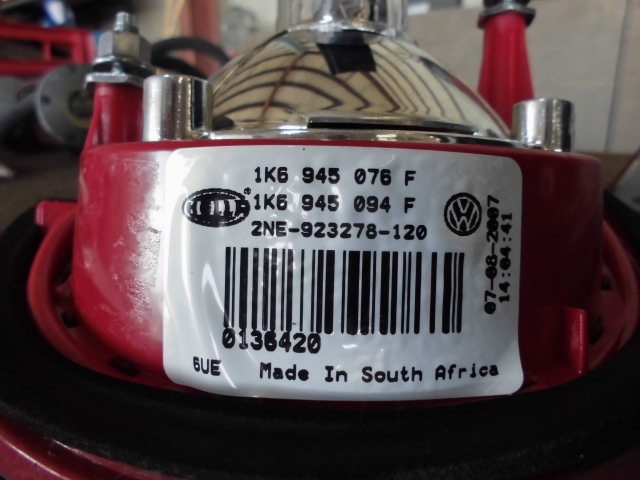 1K6 945 076 F
HELLA®
1K6 945 094 F
2NE-923278-120
0136420
6UE Made In South Africa
07-08-2007
14:04:41